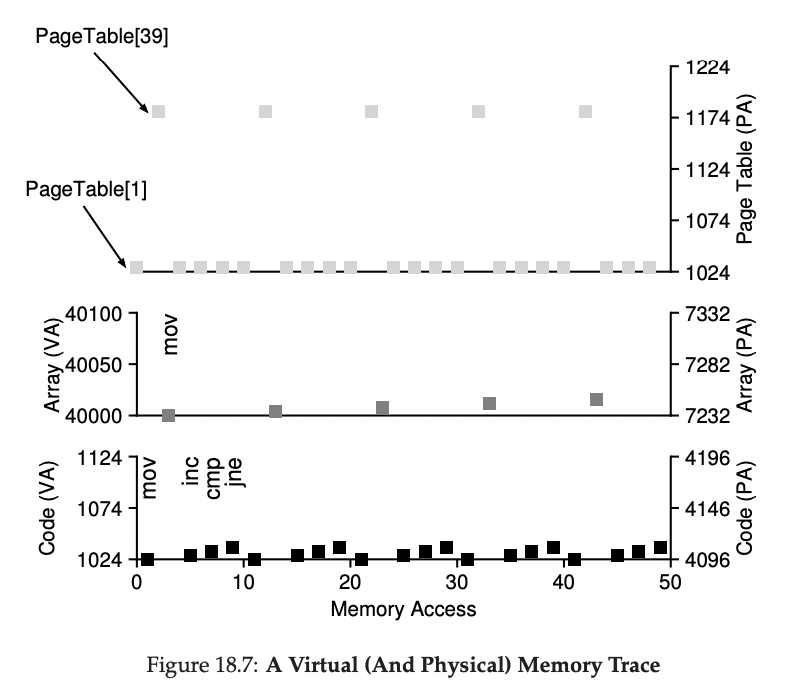 PageTable[39]
PageTable[1]
1224
1174
1124
1074
1024
Page Table (PA)
40100
40050
40000
Array (VA)
mov
7332
7282
7232
Array (PA)
1124
1074
1024
Code (VA)
mov
inc
cmp
jne
4196
4146
4096
Code (PA)
0 10 20 30 40 50
Memory Access
Figure 18.7: A Virtual (And Physical) Memory Trace